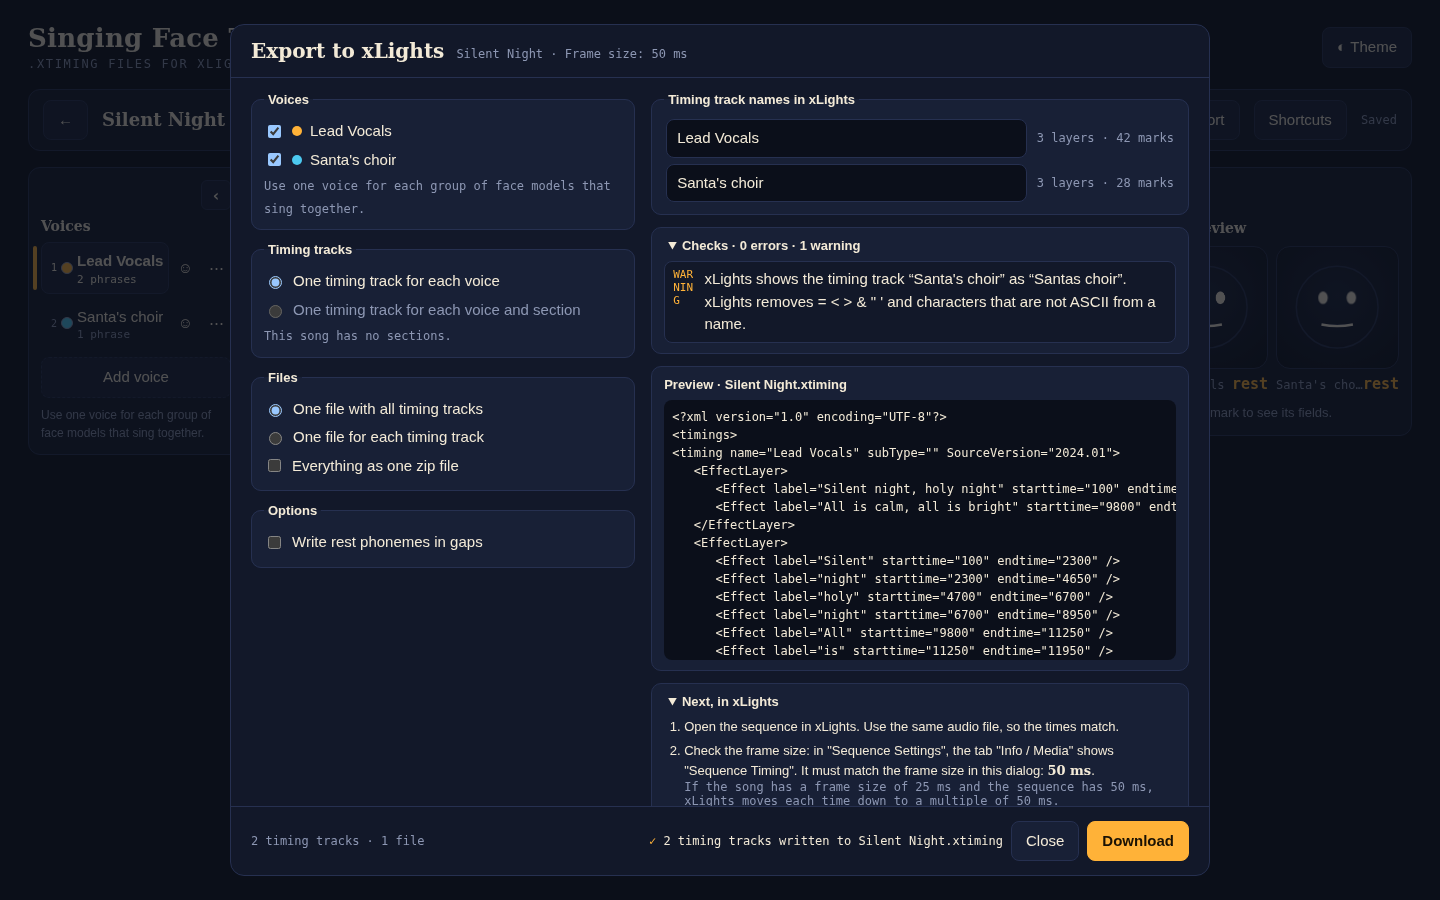 Singing Face
.XTIMING FILES FOR XLIG
Theme
←
Silent Night
ort
Shortcuts
Saved
‹
Voices
1 Lead Vocals
2 phrases
2 Santa's choir
1 phrase
Add voice
Use one voice for each group of
face models that sing together.
eview
ls rest
Santa's cho… rest
mark to see its fields.
Export to xLights Silent Night · Frame size: 50 ms
Voices
Lead Vocals
Santa's choir
Use one voice for each group of face models that
sing together.
Timing tracks
One timing track for each voice
One timing track for each voice and section
This song has no sections.
Files
One file with all timing tracks
One file for each timing track
Everything as one zip file
Options
Write rest phonemes in gaps
Timing track names in xLights
Lead Vocals 3 layers · 42 marks
Santa's choir 3 layers · 28 marks
▼ Checks · 0 errors · 1 warning
WAR
NIN
G
xLights shows the timing track “Santa's choir” as “Santas choir”.
xLights removes = < > & " ' and characters that are not ASCII from a
name.
Preview · Silent Night.xtiming
<?xml version="1.0" encoding="UTF-8"?>
<timings>
<timing name="Lead Vocals" subType="" SourceVersion="2024.01">
<EffectLayer>
<Effect label="Silent night, holy night" starttime="100" endtime
<Effect label="All is calm, all is bright" starttime="9800" endt
</EffectLayer>
<EffectLayer>
<Effect label="Silent" starttime="100" endtime="2300" />
<Effect label="night" starttime="2300" endtime="4650" />
<Effect label="holy" starttime="4700" endtime="6700" />
<Effect label="night" starttime="6700" endtime="8950" />
<Effect label="All" starttime="9800" endtime="11250" />
<Effect label="is" starttime="11250" endtime="11950" />
▼ Next, in xLights
1. Open the sequence in xLights. Use the same audio file, so the times match.
2. Check the frame size: in "Sequence Settings", the tab "Info / Media" shows
"Sequence Timing". It must match the frame size in this dialog: 50 ms.
If the song has a frame size of 25 ms and the sequence has 50 ms,
xLights moves each time down to a multiple of 50 ms.
2 timing tracks · 1 file
✓ 2 timing tracks written to Silent Night.xtiming
Close
Download